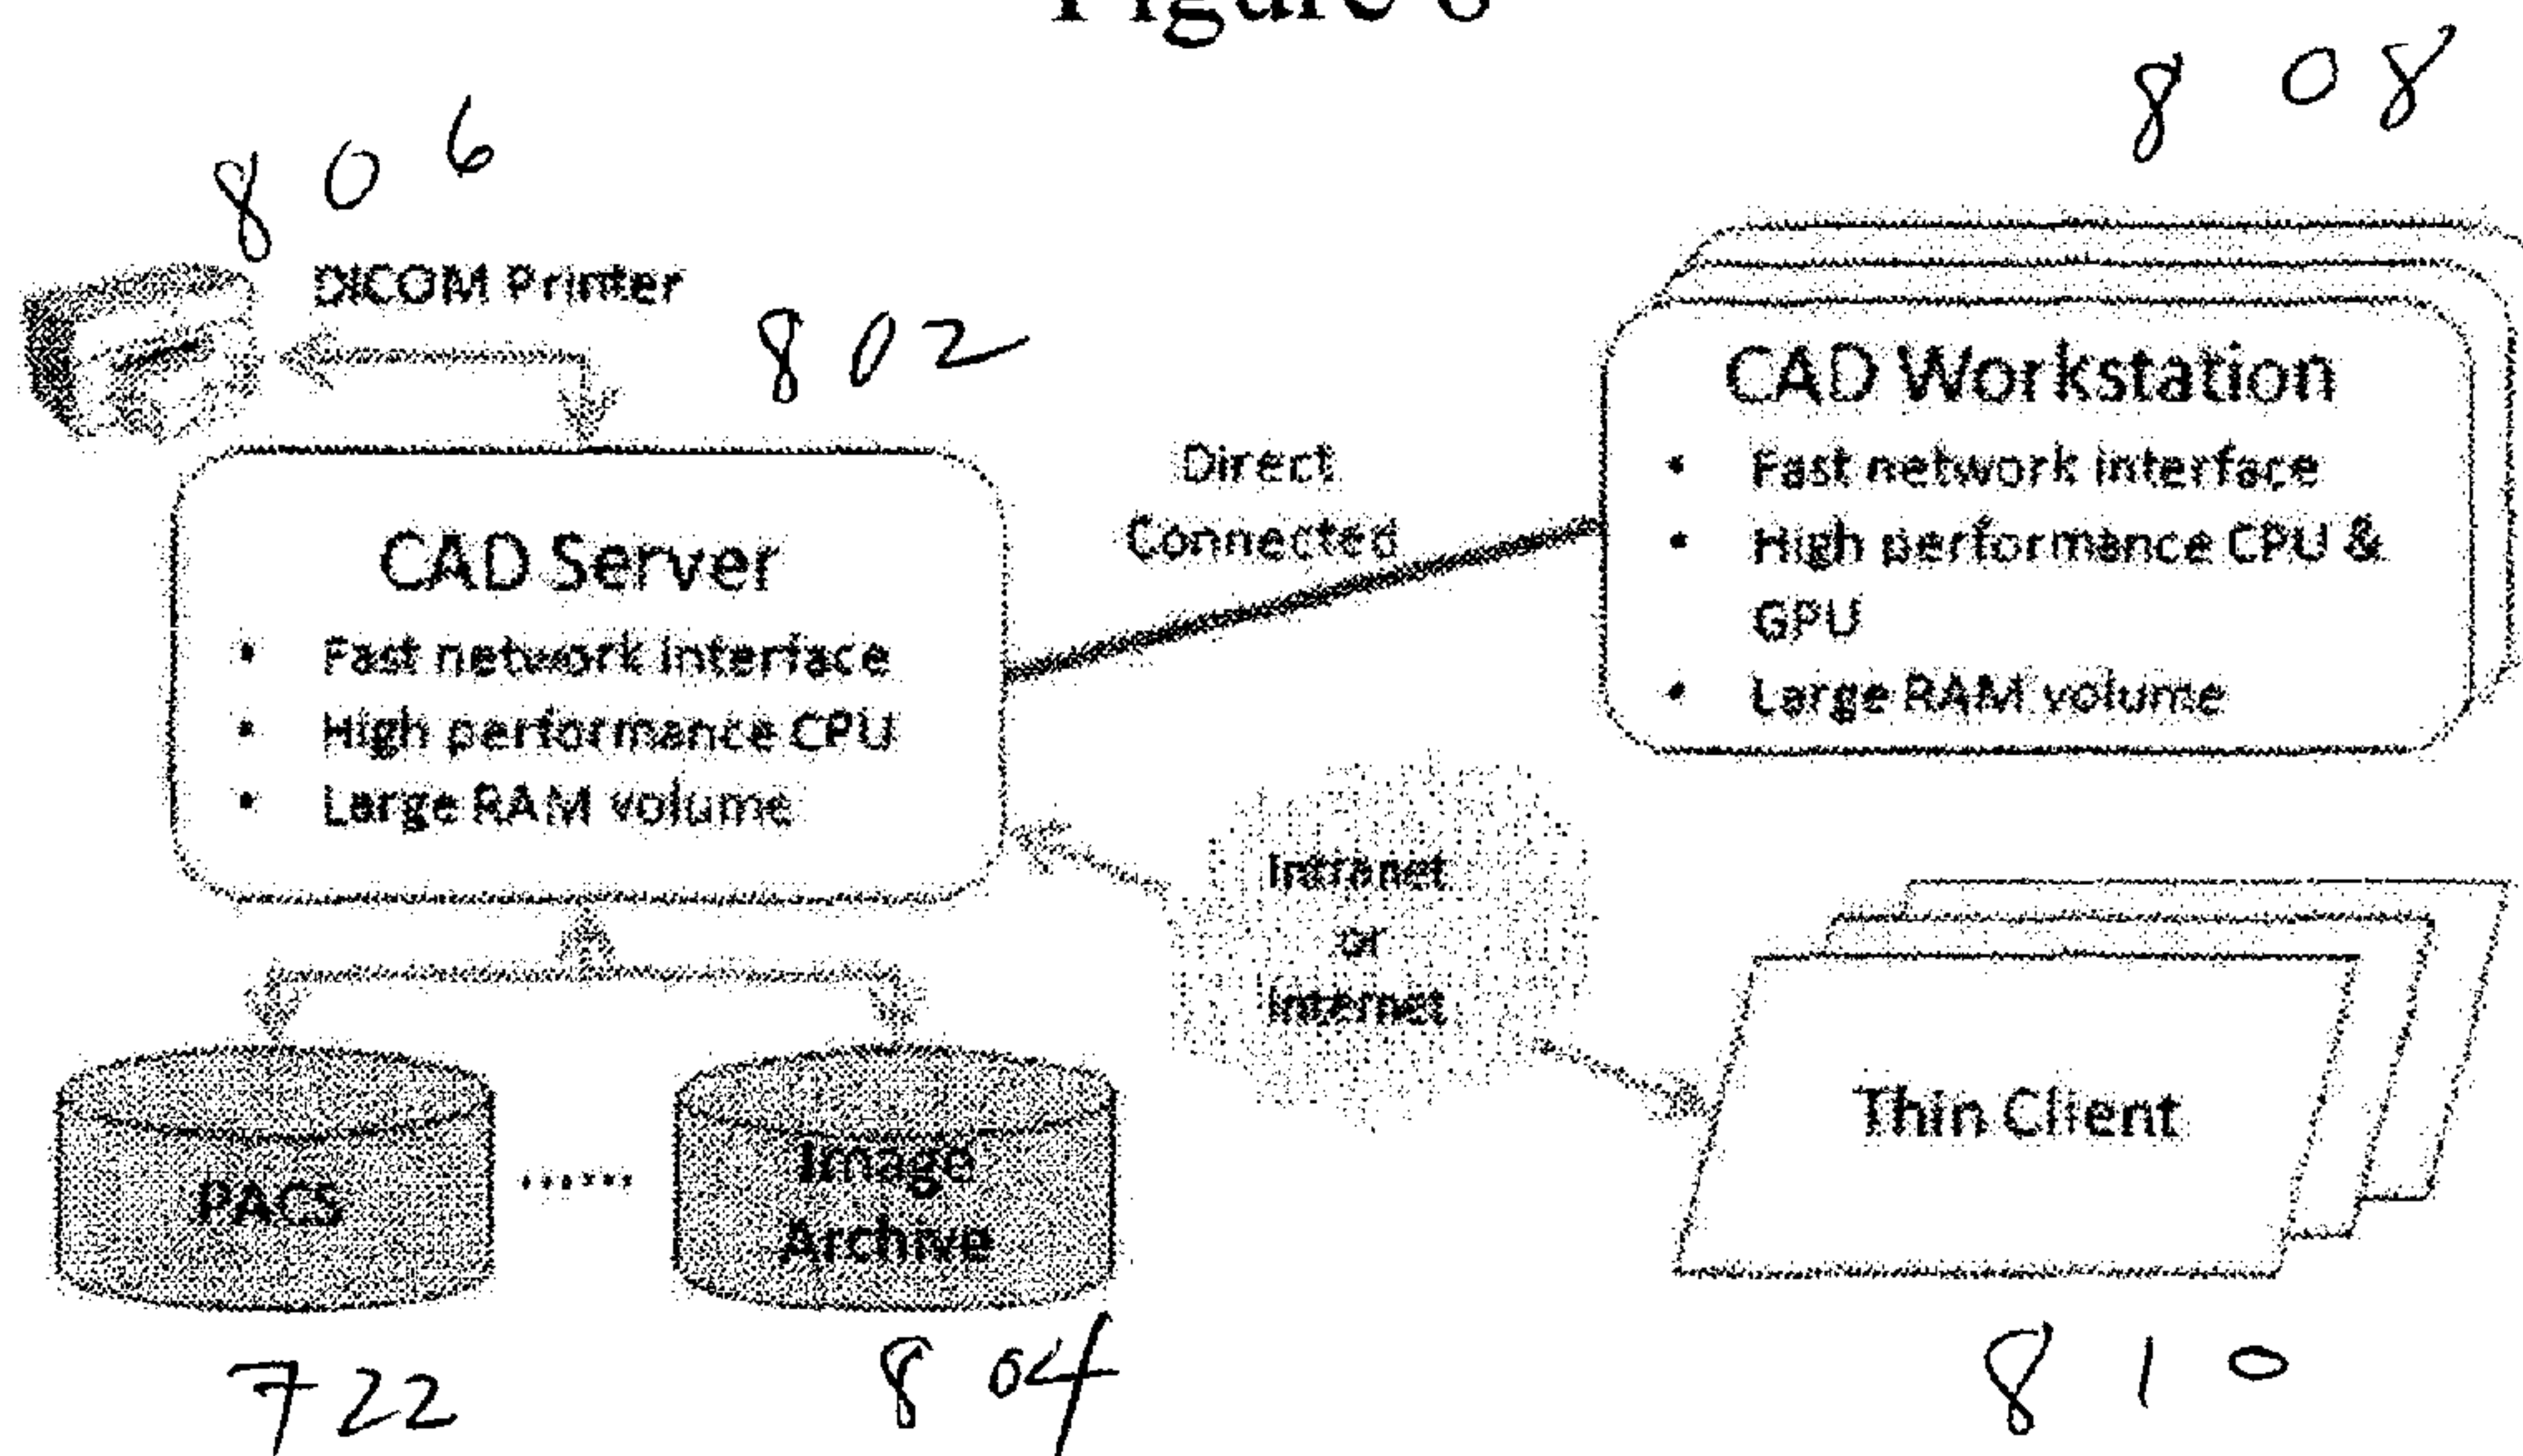 Figure 8
806
808
DICOM Printer
802
CAD Server
• Fast network interface
• High performance CPU
• Large RAM volume
Direct
Connected
CAD Workstation
• Fast network interface
• High performance CPU &
GPU
• Large RAM volume
Intranet
or
Internet
Thin Client
PACS
......
Image
Archive
722
804
810